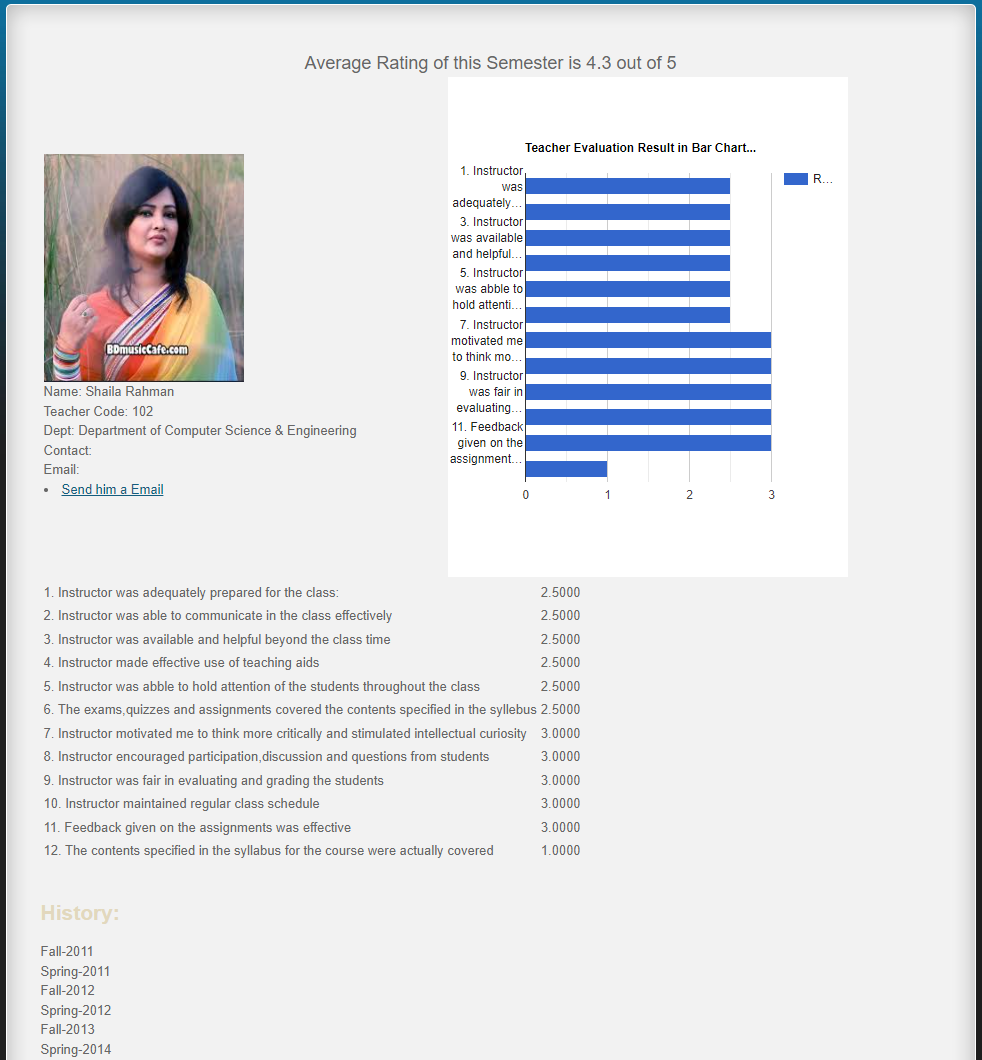 Average Rating of this Semester is 4.3 out of 5
BDmusicCafe.com
Name: Shaila Rahman
Teacher Code: 102
Dept: Department of Computer Science & Engineering
Contact:
Email:
• Send him a Email
Teacher Evaluation Result in Bar Chart...
1. Instructor
was
adequately…
3. Instructor
was available
and helpful…
5. Instructor
was abble to
hold attenti…
7. Instructor
motivated me
to think mo…
9. Instructor
was fair in
evaluating…
11. Feedback
given on the
assignment…
R…
0 1 2 3
1. Instructor was adequately prepared for the class: 2.5000
2. Instructor was able to communicate in the class effectively 2.5000
3. Instructor was available and helpful beyond the class time 2.5000
4. Instructor made effective use of teaching aids 2.5000
5. Instructor was abble to hold attention of the students throughout the class 2.5000
6. The exams,quizzes and assignments covered the contents specified in the syllebus 2.5000
7. Instructor motivated me to think more critically and stimulated intellectual curiosity 3.0000
8. Instructor encouraged participation,discussion and questions from students 3.0000
9. Instructor was fair in evaluating and grading the students 3.0000
10. Instructor maintained regular class schedule 3.0000
11. Feedback given on the assignments was effective 3.0000
12. The contents specified in the syllabus for the course were actually covered 1.0000
History:
Fall-2011
Spring-2011
Fall-2012
Spring-2012
Fall-2013
Spring-2014